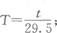 T = t / 29.5;